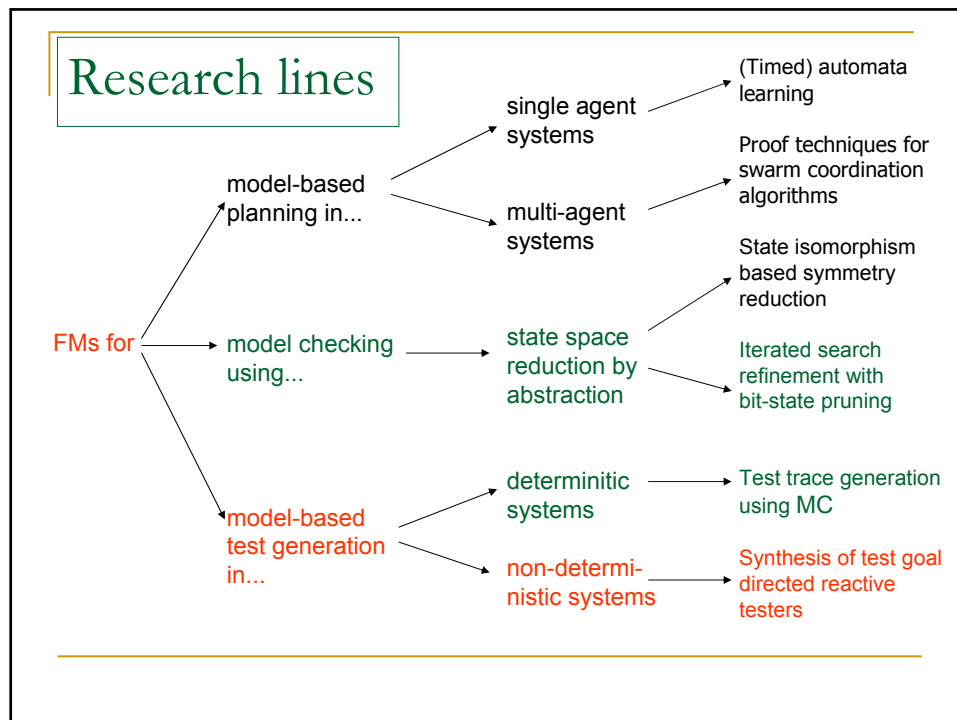 Research lines
single agent
systems
(Timed) automata
learning
model-based
planning in...
multi-agent
systems
Proof techniques for
swarm coordination
algorithms
FMs for
model checking
using...
state space
reduction by
abstraction
State isomorphism
based symmetry
reduction
Iterated search
refinement with
bit-state pruning
model-based
test generation
in...
determinitic
systems
Test trace generation
using MC
non-determi-
nistic systems
Synthesis of test goal
directed reactive
testers